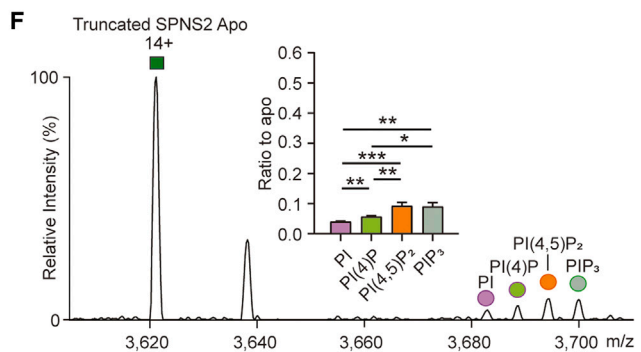 F
Truncated SPNS2 Apo
14+
100
0
Relative Intensity (%)
3,620
3,640
3,660
3,680
3,700
m/z
Ratio to apo
0.6
0.5
0.4
0.3
0.2
0.1
0.0
**
*
***
**
**
PI
PI(4)P
PI(4,5)P₂
PIP₃
PI(4,5)P₂
PI
PI(4)P
PIP₃